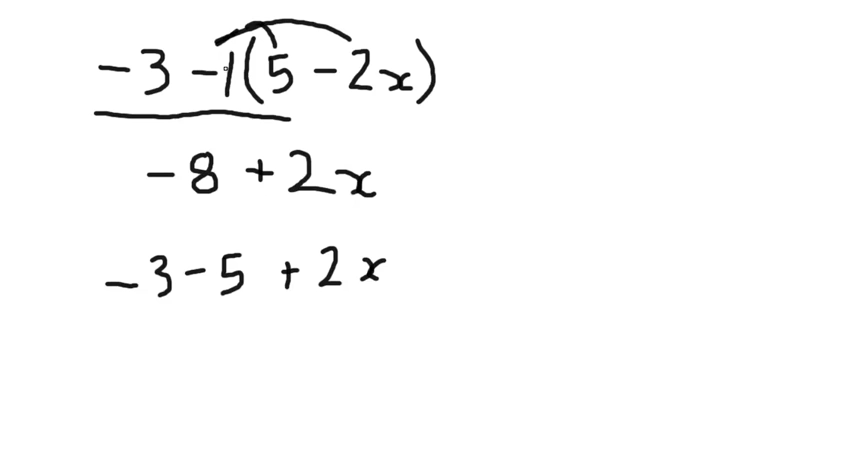 -3 -1(5 - 2x)
-8 + 2x
-3 - 5 + 2x